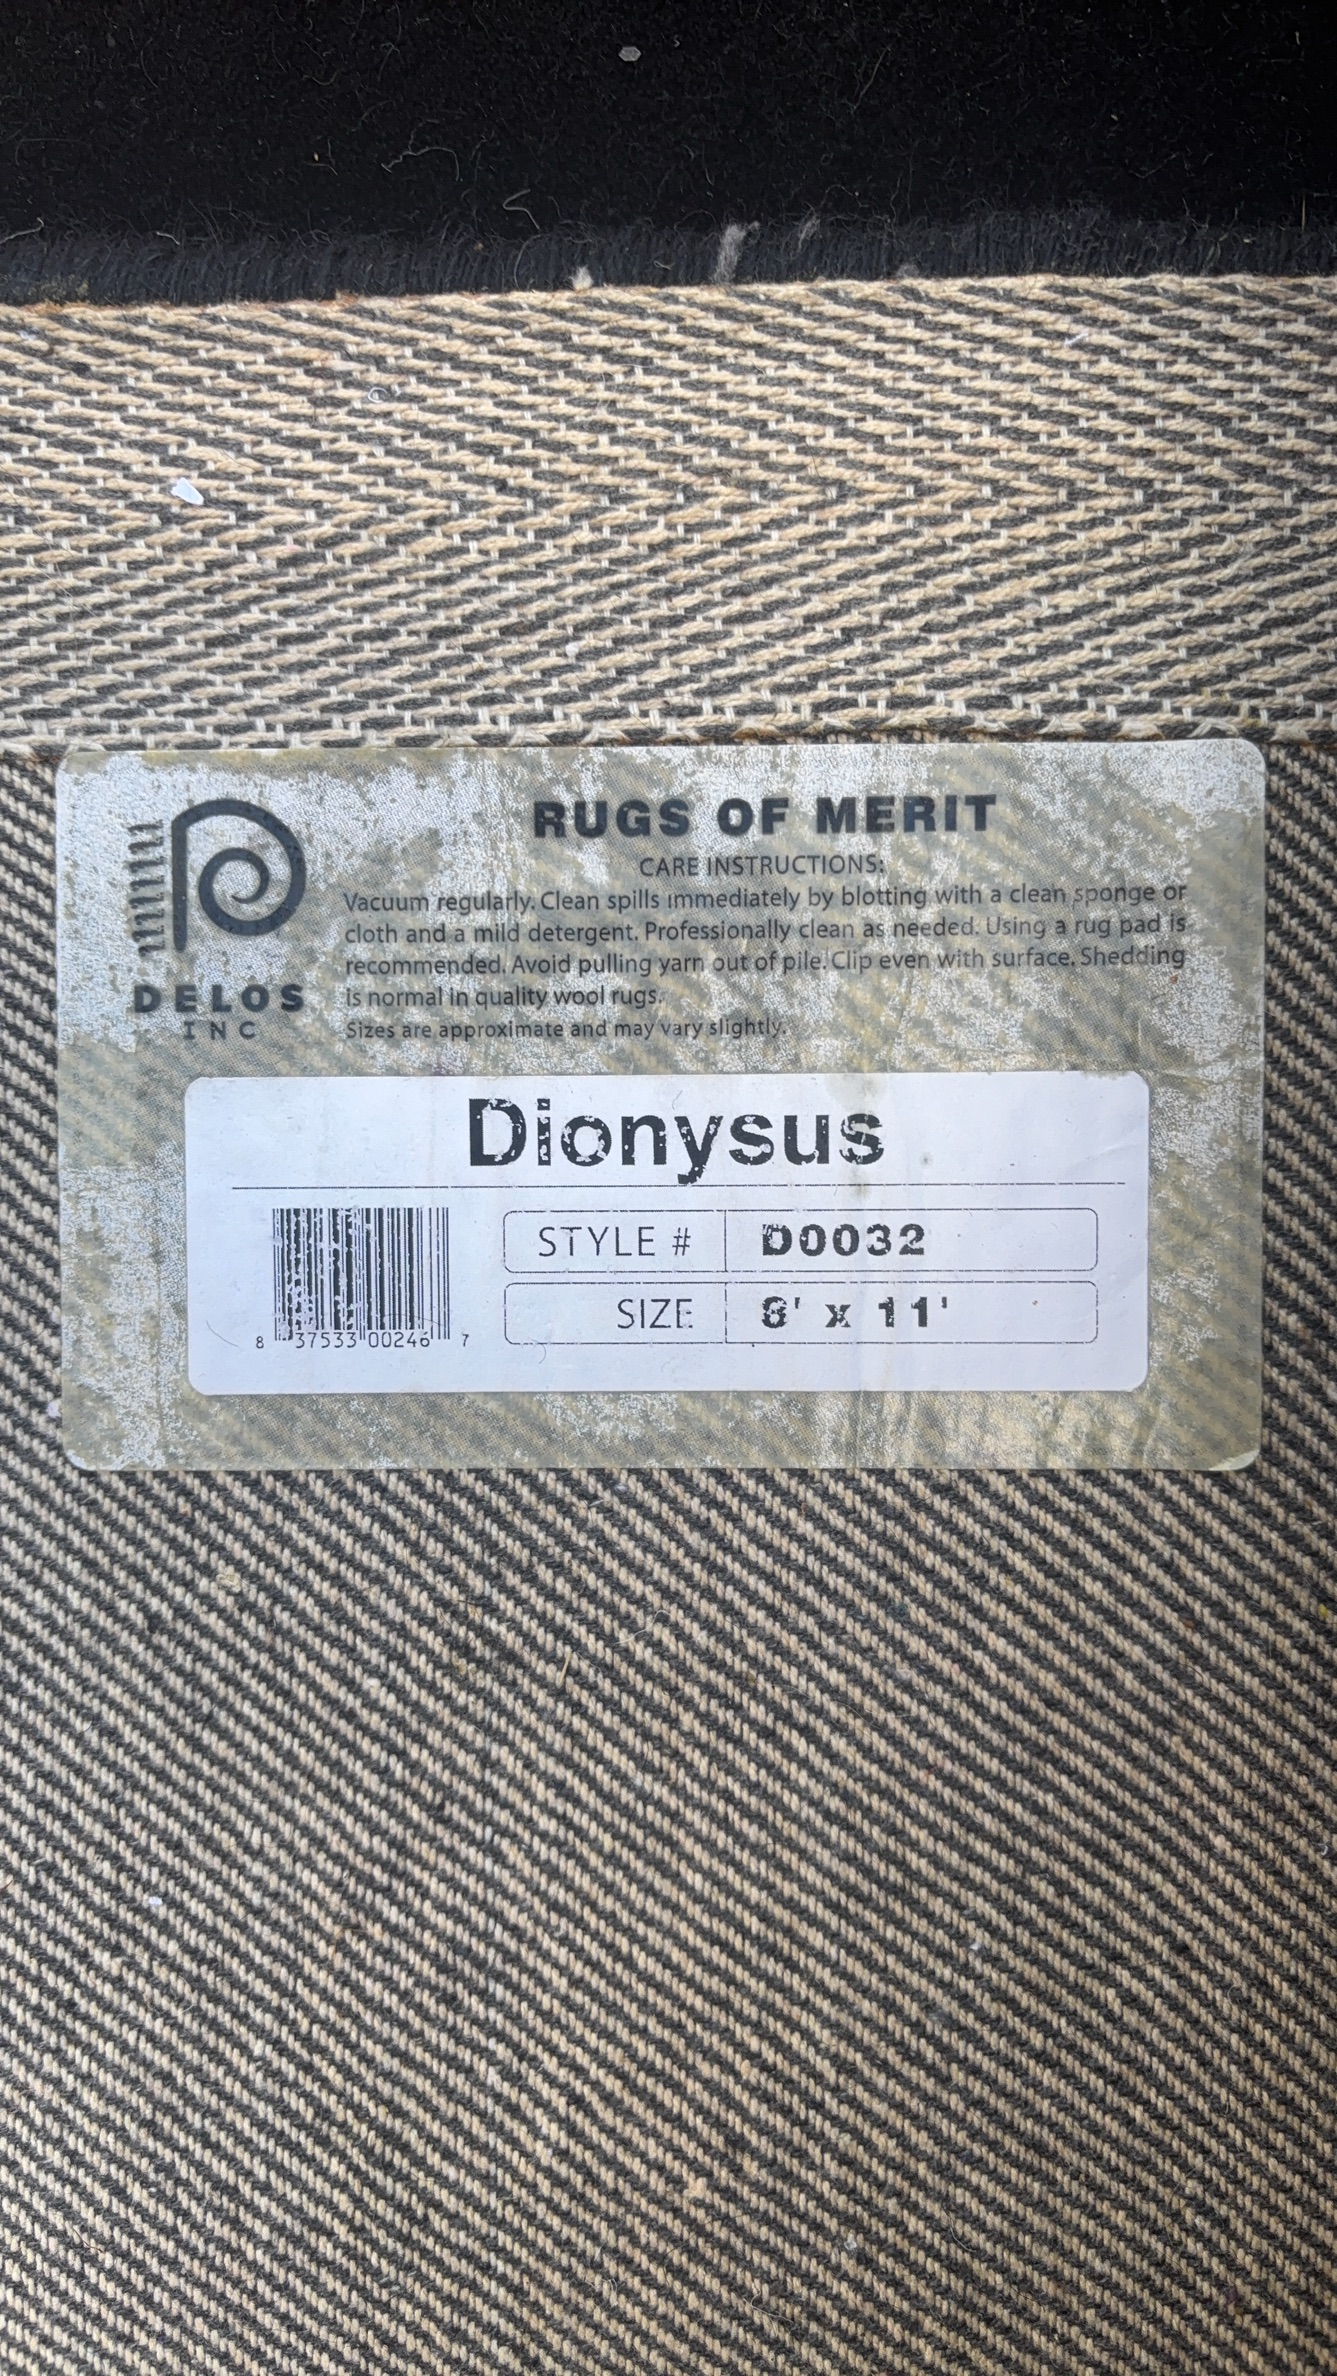 RUGS OF MERIT
CARE INSTRUCTIONS:
Vacuum regularly. Clean spills immediately by blotting with a clean sponge or
cloth and a mild detergent. Professionally clean as needed. Using a rug pad is
recommended. Avoid pulling yarn out of pile. Clip even with surface. Shedding
is normal in quality wool rugs.
Sizes are approximate and may vary slightly.
DELOS
INC
Dionysus
STYLE # D0032
SIZE 8' x 11'
8 37533 00246 7